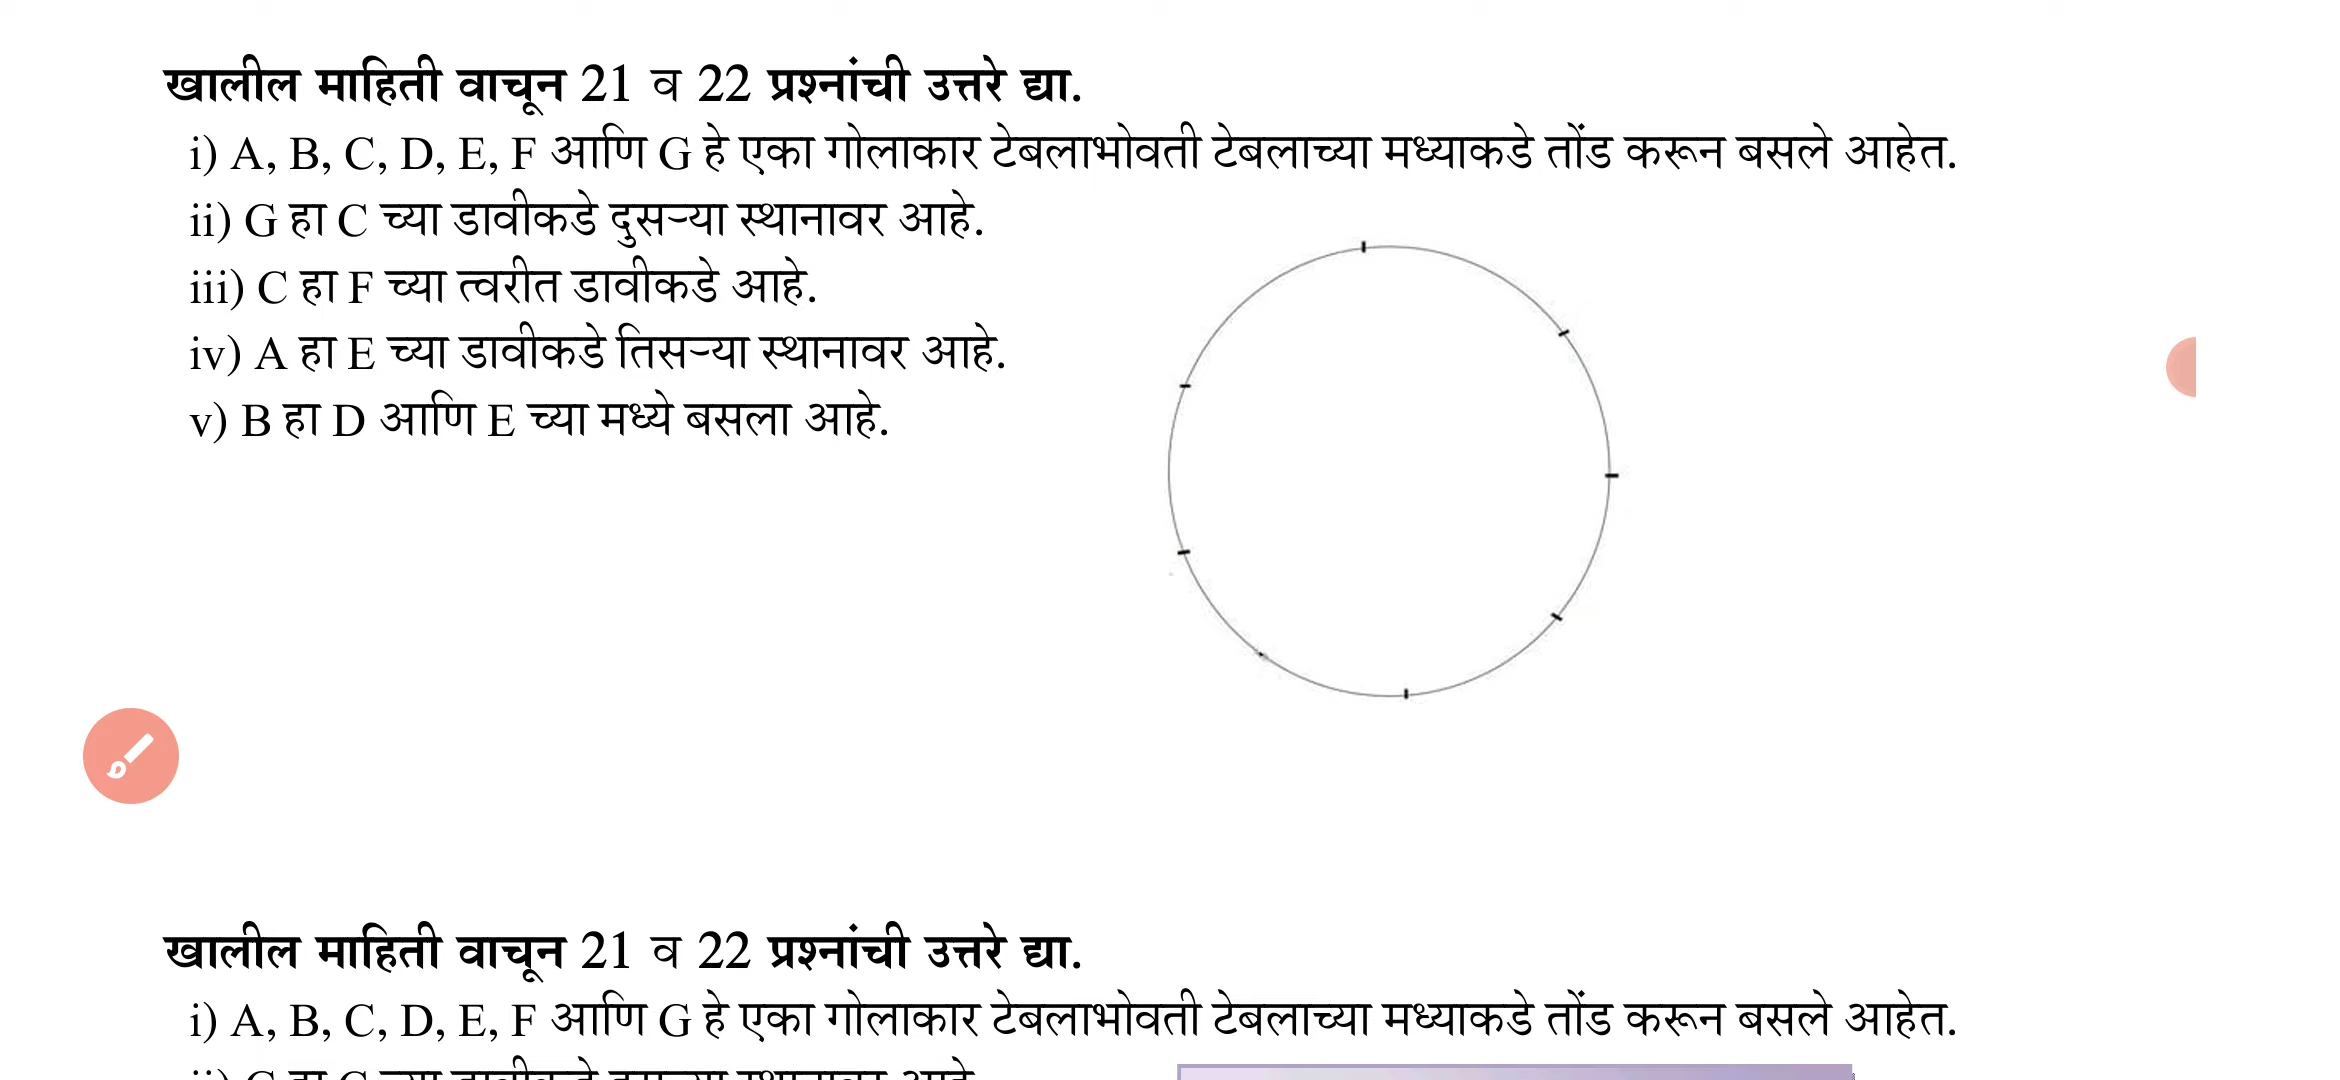 खालील माहिती वाचून 21 व 22 प्रश्नांची उत्तरे द्या.
i) A, B, C, D, E, F आणि G हे एका गोलाकार टेबलाभोवती टेबलाच्या मध्याकडे तोंड करून बसले आहेत.
ii) G हा C च्या डावीकडे दुसऱ्या स्थानावर आहे.
iii) C हा F च्या त्वरीत डावीकडे आहे.
iv) A हा E च्या डावीकडे तिसऱ्या स्थानावर आहे.
v) B हा D आणि E च्या मध्ये बसला आहे.
खालील माहिती वाचून 21 व 22 प्रश्नांची उत्तरे द्या.
i) A, B, C, D, E, F आणि G हे एका गोलाकार टेबलाभोवती टेबलाच्या मध्याकडे तोंड करून बसले आहेत.